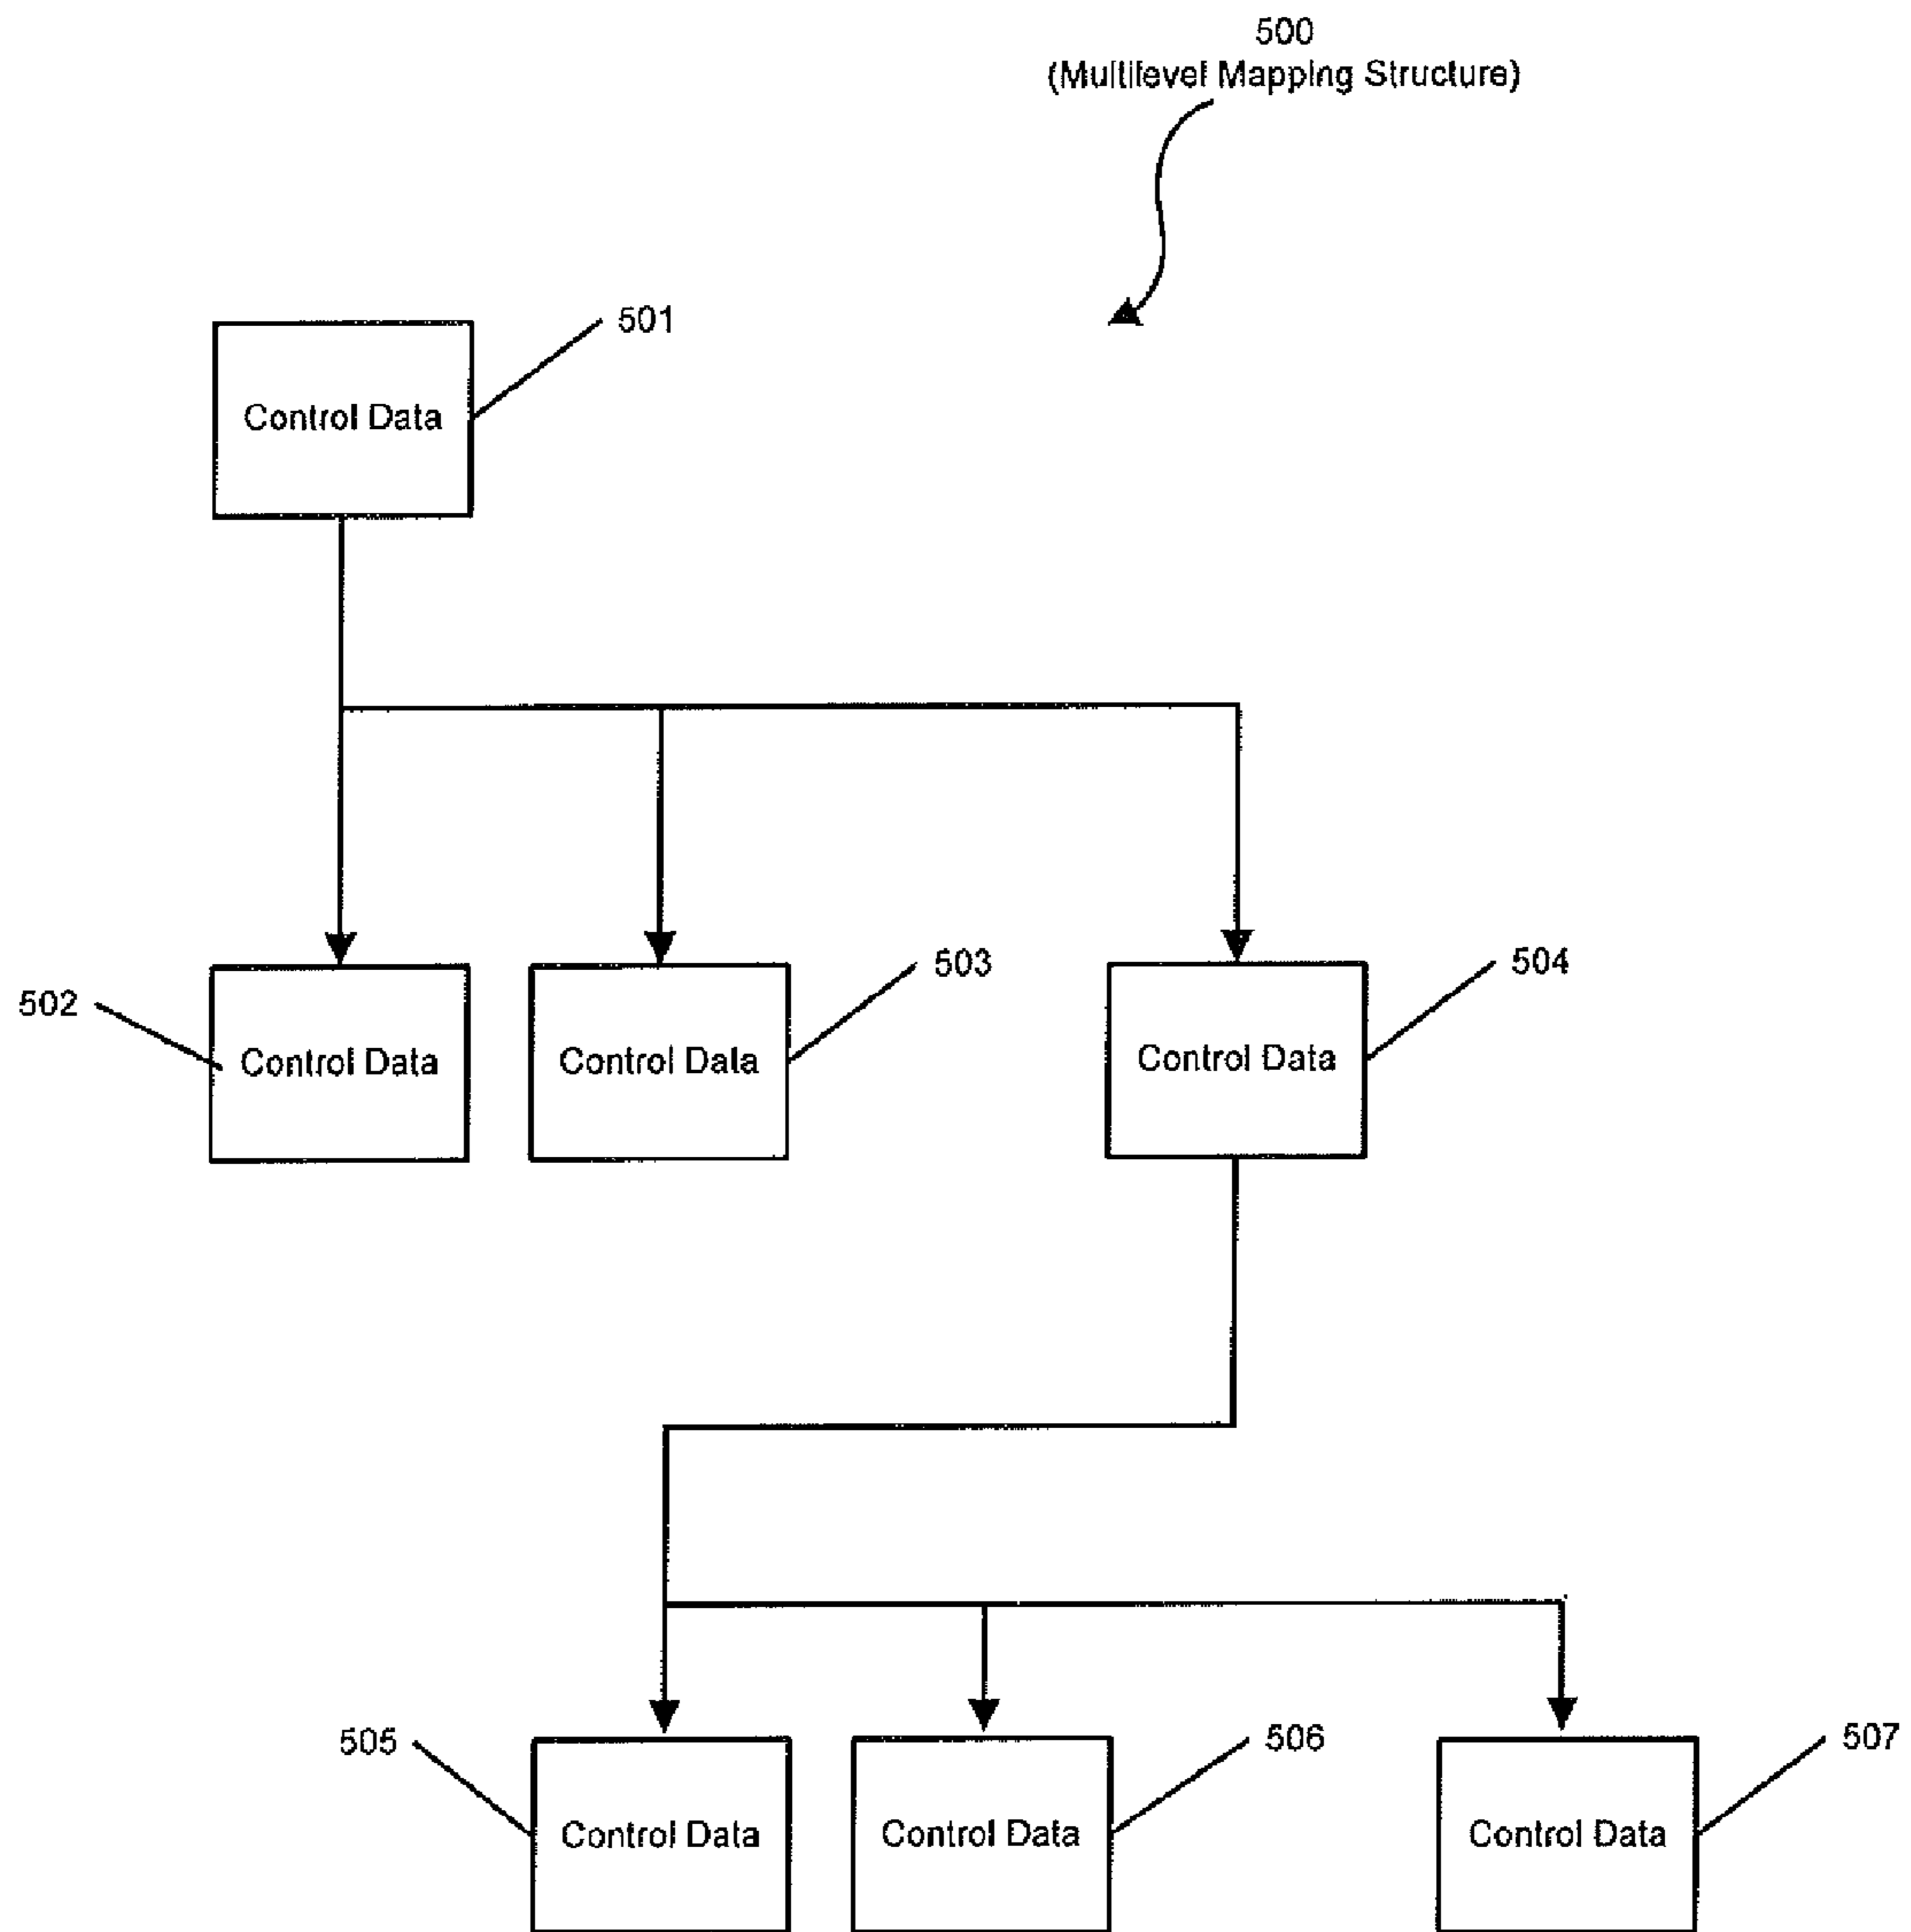 500
(Multilevel Mapping Structure)
501
Control Data
503
504
502
Control Data
Control Data
Control Data
505
506
507
Control Data
Control Data
Control Data